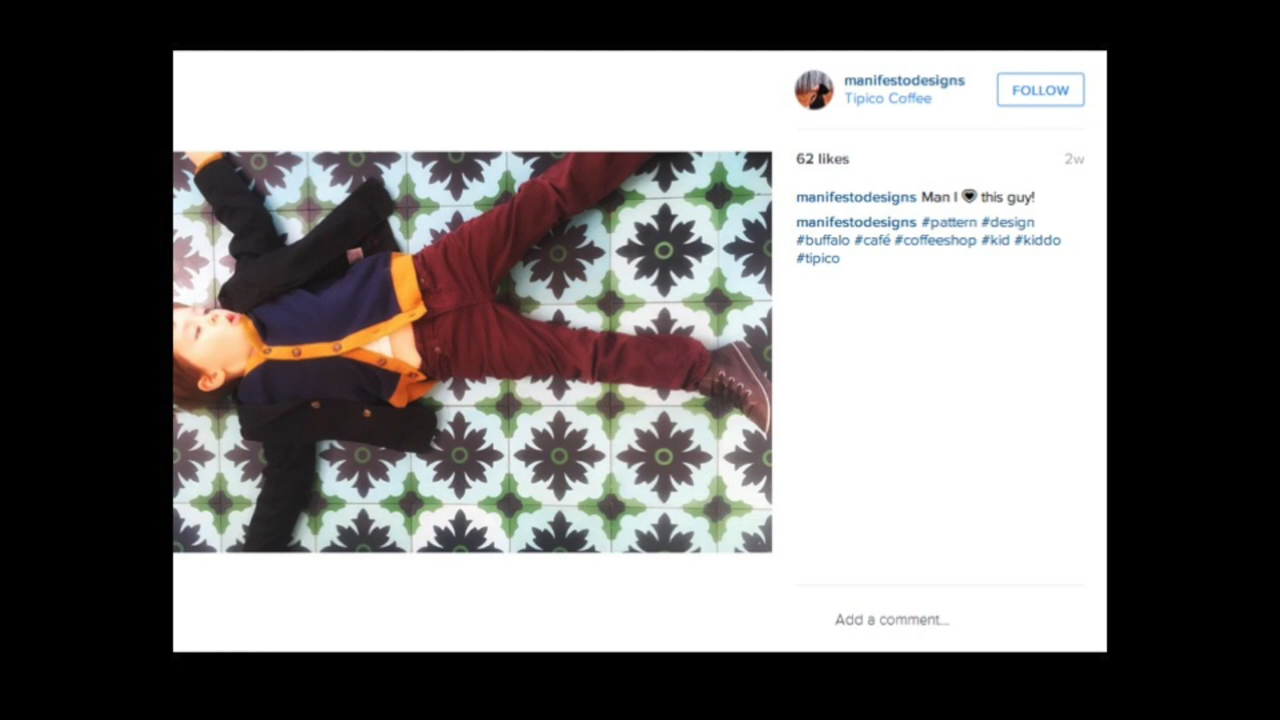 manifestodesigns
Tipico Coffee
FOLLOW
62 likes
2w
manifestodesigns Man I 🖤 this guy!
manifestodesigns #pattern #design
#buffalo #café #coffeeshop #kid #kiddo
#tipico
Add a comment...